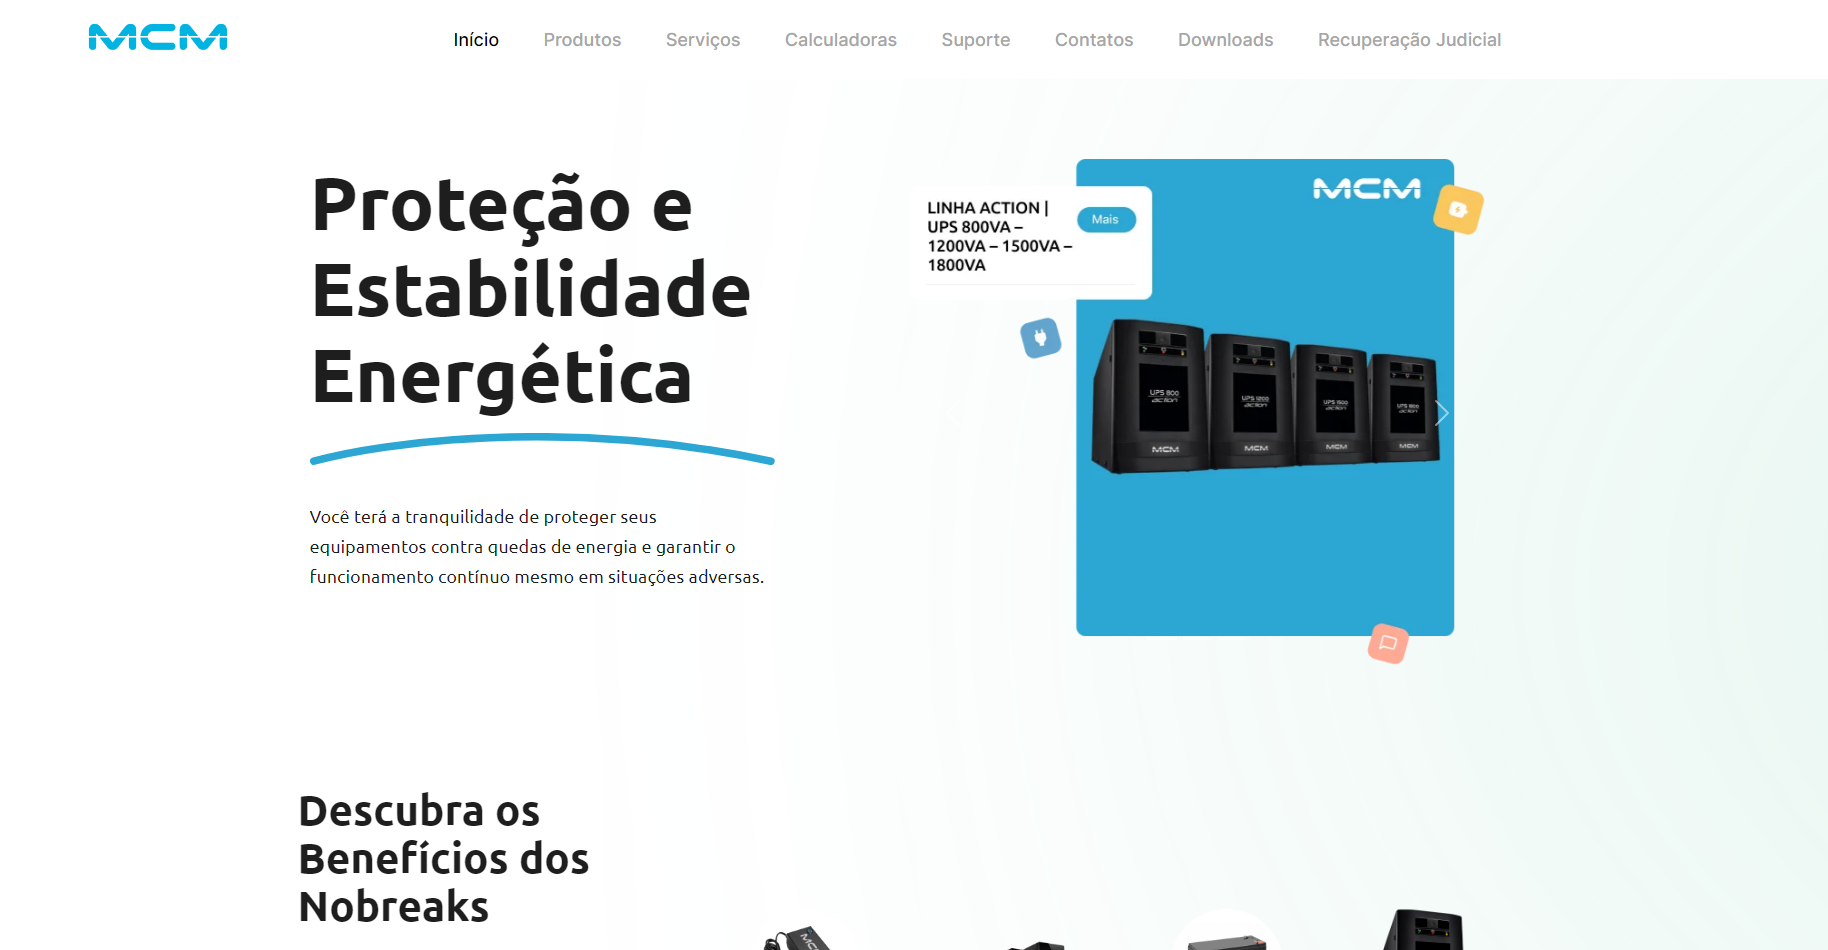 MCM
Início
Produtos
Serviços
Calculadoras
Suporte
Contatos
Downloads
Recuperação Judicial
Proteção e
Estabilidade
Energética
Você terá a tranquilidade de proteger seus
equipamentos contra quedas de energia e garantir o
funcionamento contínuo mesmo em situações adversas.
LINHA ACTION |
UPS 800VA –
1200VA – 1500VA –
1800VA
Mais
MCM
UPS 800
action
MCM
UPS 1200
action
MCM
UPS 1500
action
MCM
UPS 1800
action
MCM
Descubra os
Benefícios dos
Nobreaks